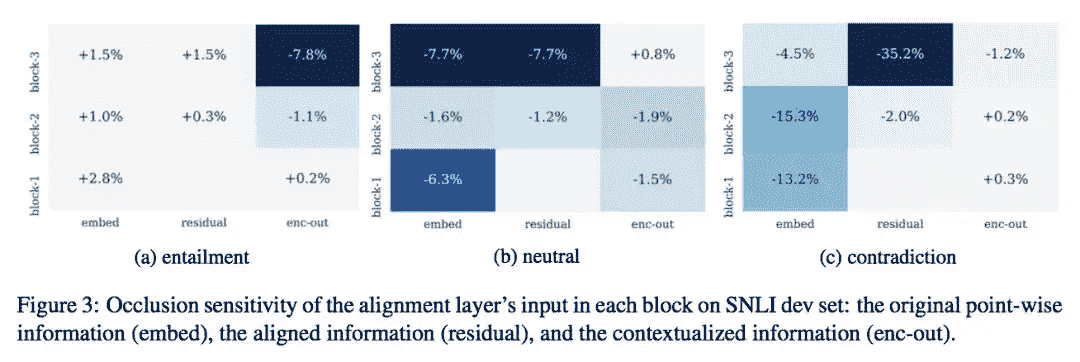 block-3 +1.5% +1.5% -7.8%
block-2 +1.0% +0.3% -1.1%
block-1 +2.8% +0.2%
embed residual enc-out
(a) entailment
block-3 -7.7% -7.7% +0.8%
block-2 -1.6% -1.2% -1.9%
block-1 -6.3% -1.5%
embed residual enc-out
(b) neutral
block-3 -4.5% -35.2% -1.2%
block-2 -15.3% -2.0% +0.2%
block-1 -13.2% +0.3%
embed residual enc-out
(c) contradiction
Figure 3: Occlusion sensitivity of the alignment layer's input in each block on SNLI dev set: the original point-wise
information (embed), the aligned information (residual), and the contextualized information (enc-out).